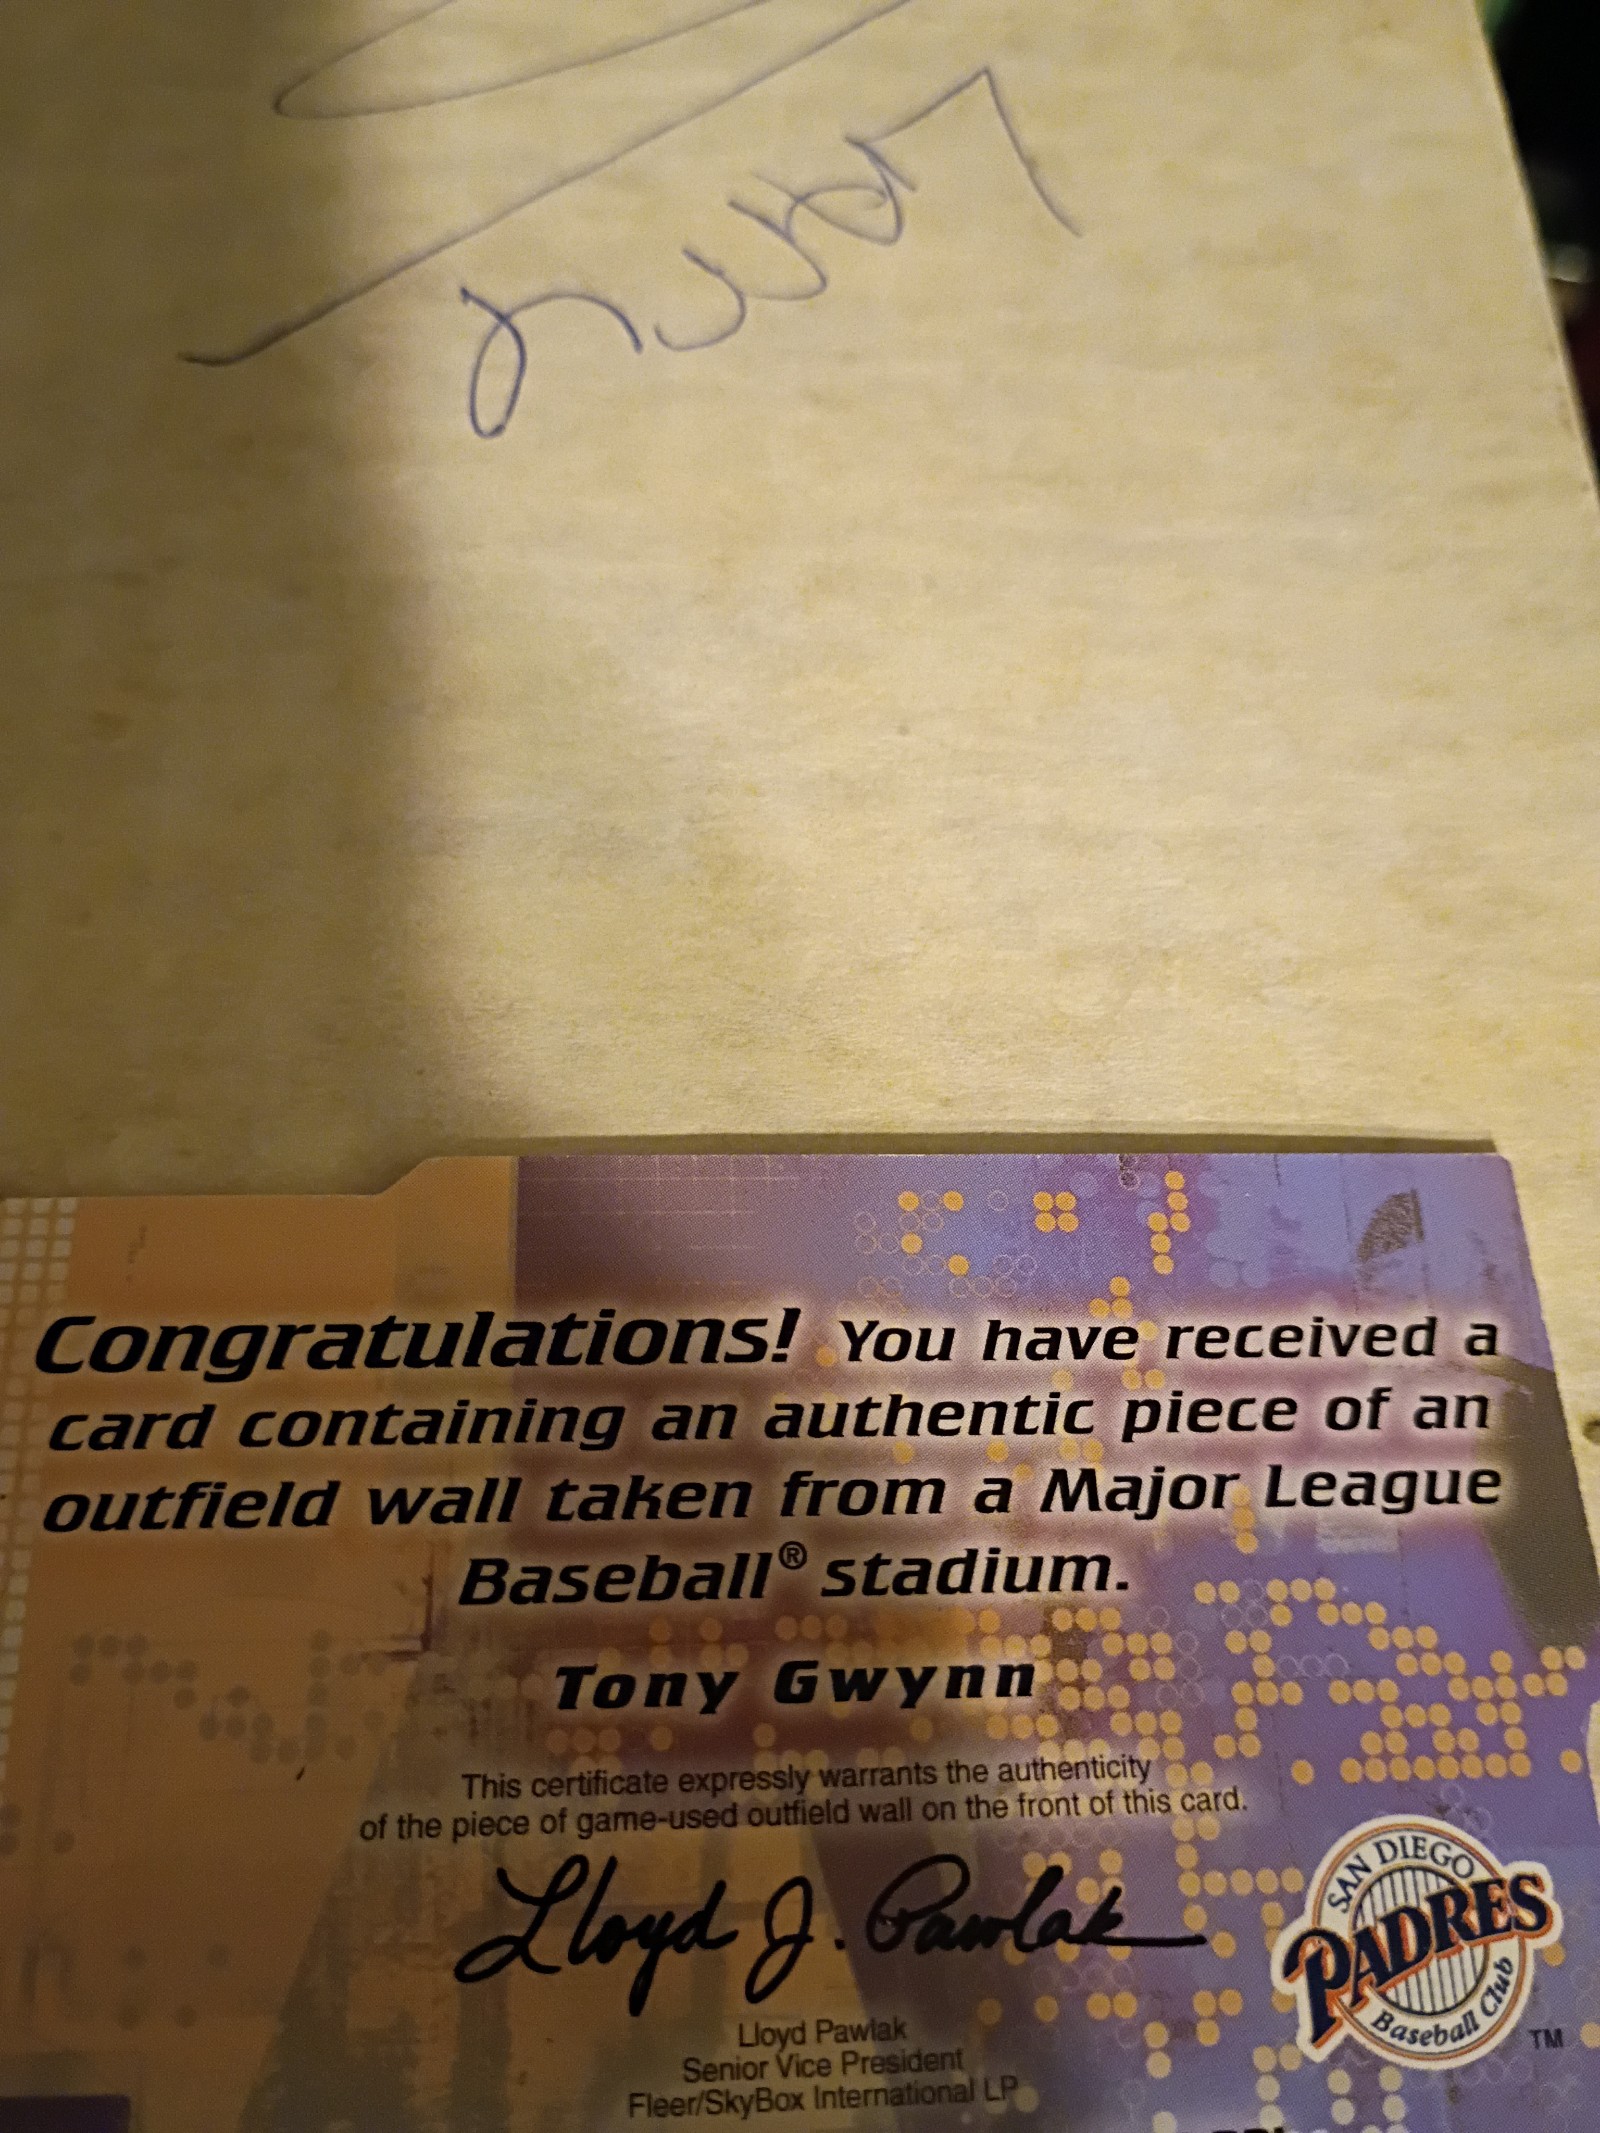 Congratulations! You have received a
card containing an authentic piece of an
outfield wall taken from a Major League
Baseball® stadium.
Tony Gwynn
This certificate expressly warrants the authenticity
of the piece of game-used outfield wall on the front of this card.
Lloyd J. Pawlak
Lloyd Pawlak
Senior Vice President
Fleer/SkyBox International LP
SAN DIEGO
PADRES
Baseball Club
TM